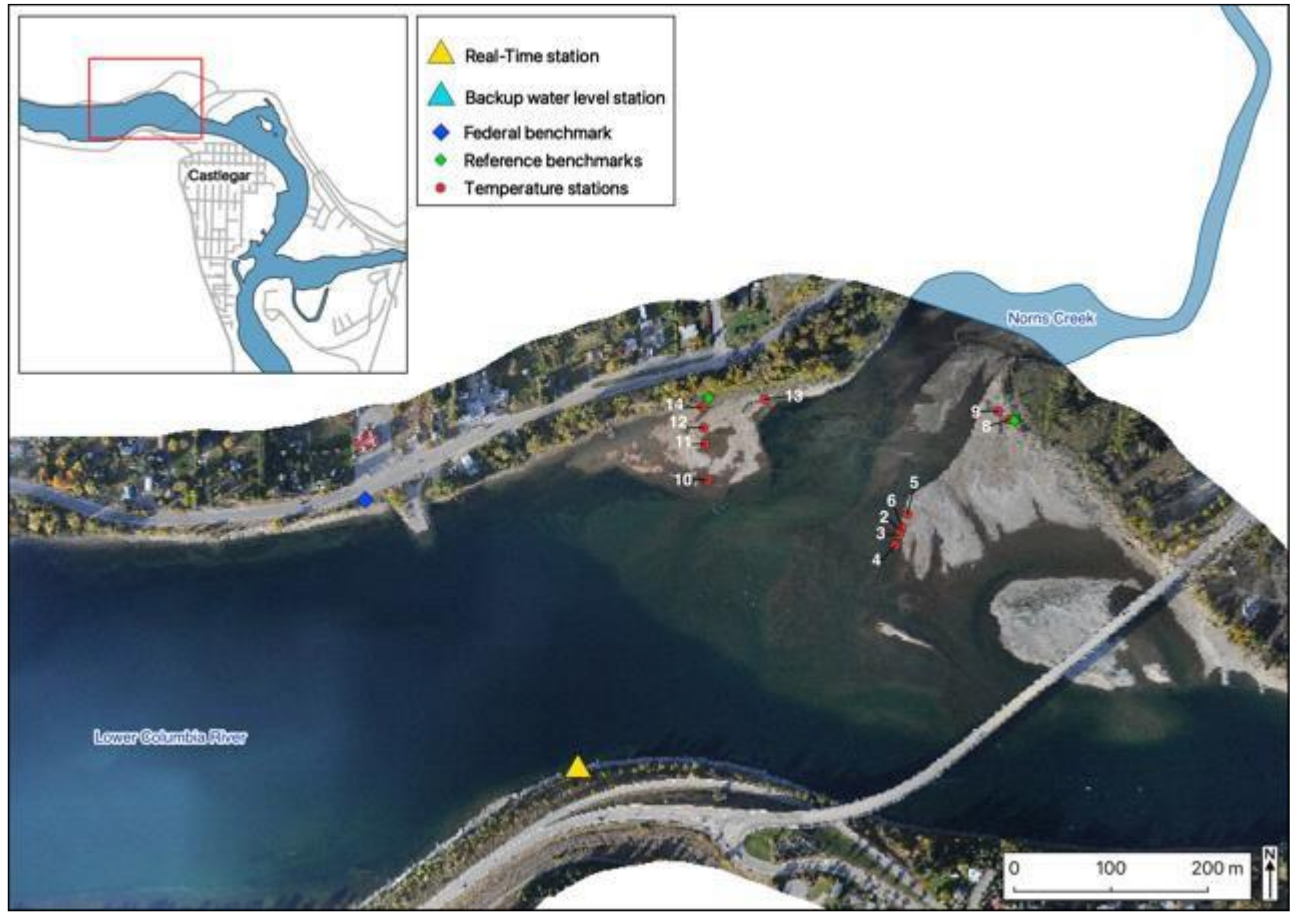 Castlegar
Real-Time station
Backup water level station
Federal benchmark
Reference benchmarks
Temperature stations
Norns Creek
14
13
12
11
10
9
8
5
6
2
3
4
Lower Columbia River
0 100 200 m
N